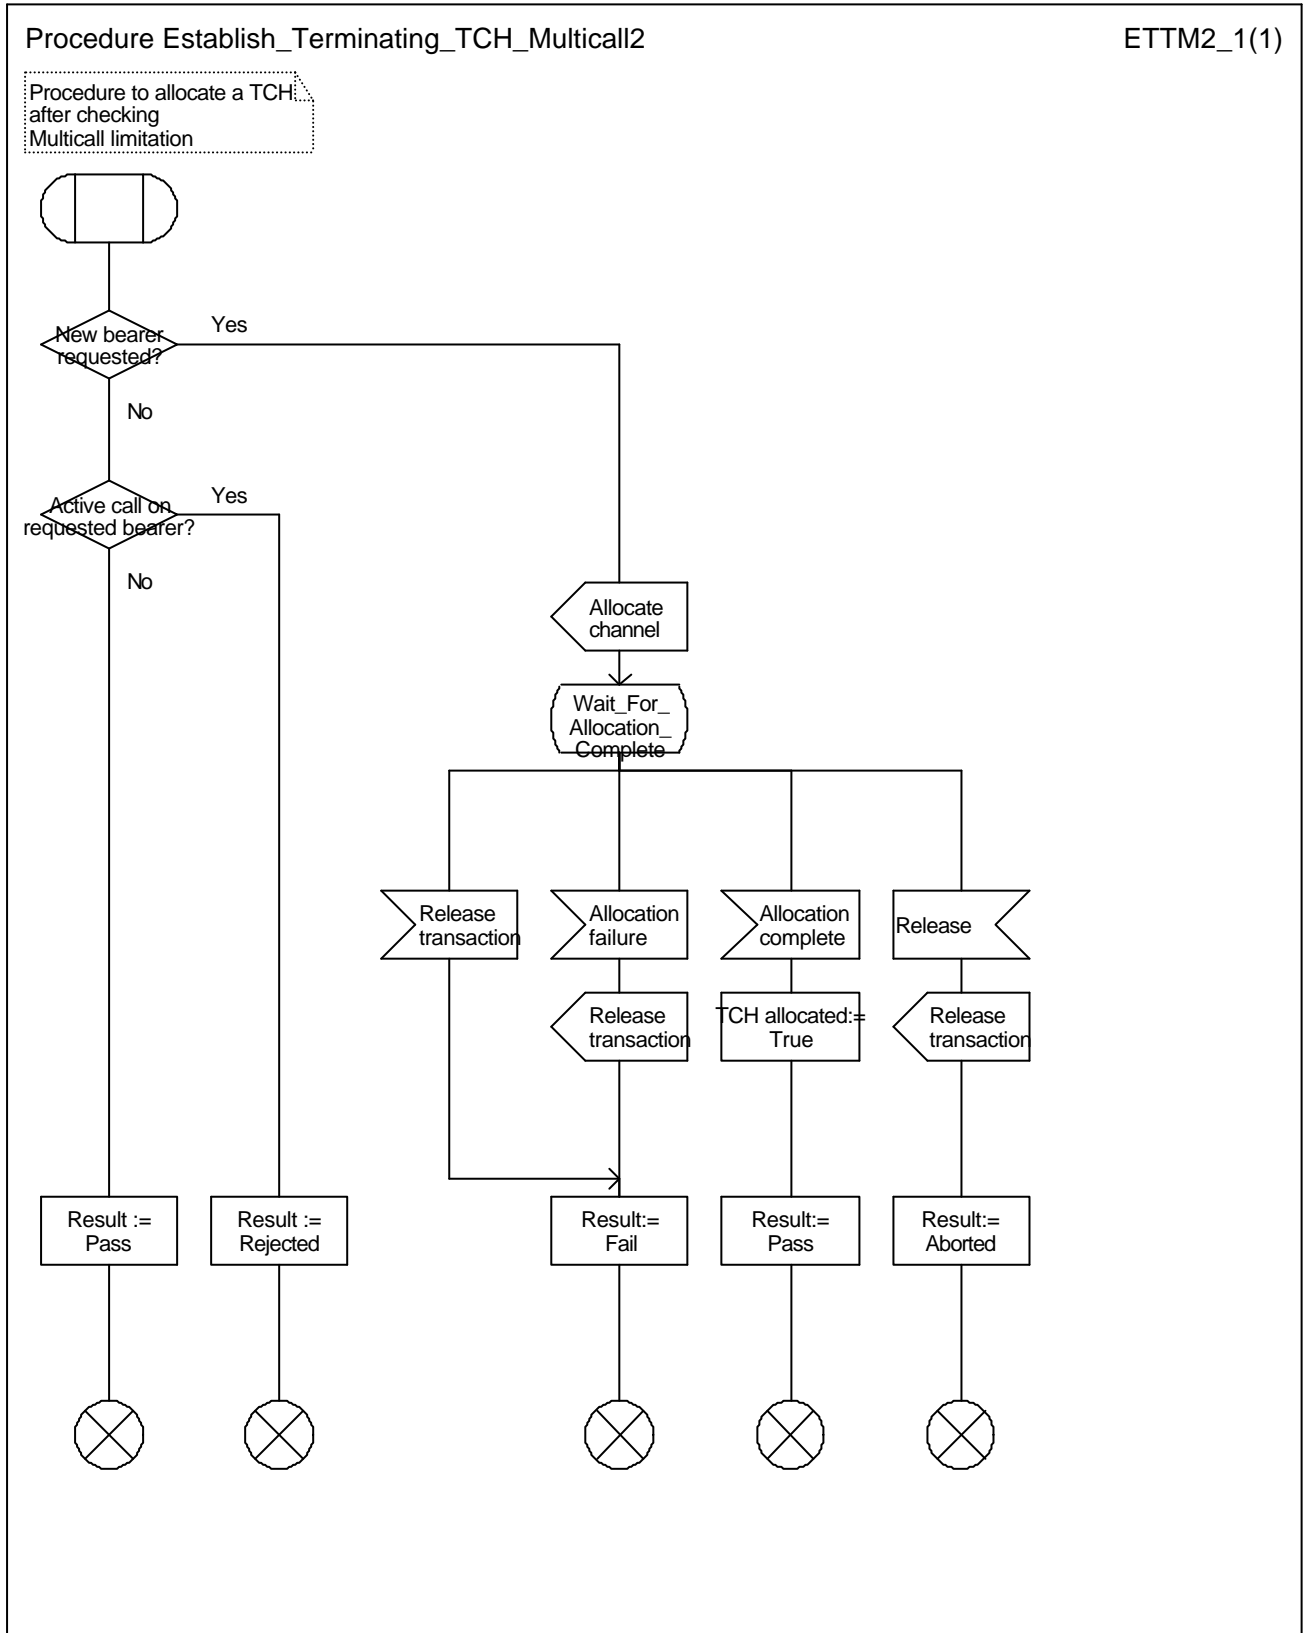 Procedure Establish_Terminating_TCH_Multicall2
ETTM2_1(1)
Procedure to allocate a TCH
after checking
Multicall limitation
New bearer
requested?
Yes
No
Active call on
requested bearer?
Yes
No
Allocate
channel
Wait_For_
Allocation_
Complete
Release
transaction
Allocation
failure
Allocation
complete
Release
Release
transaction
TCH allocated:=
True
Release
transaction
Result :=
Pass
Result :=
Rejected
Result:=
Fail
Result:=
Pass
Result:=
Aborted